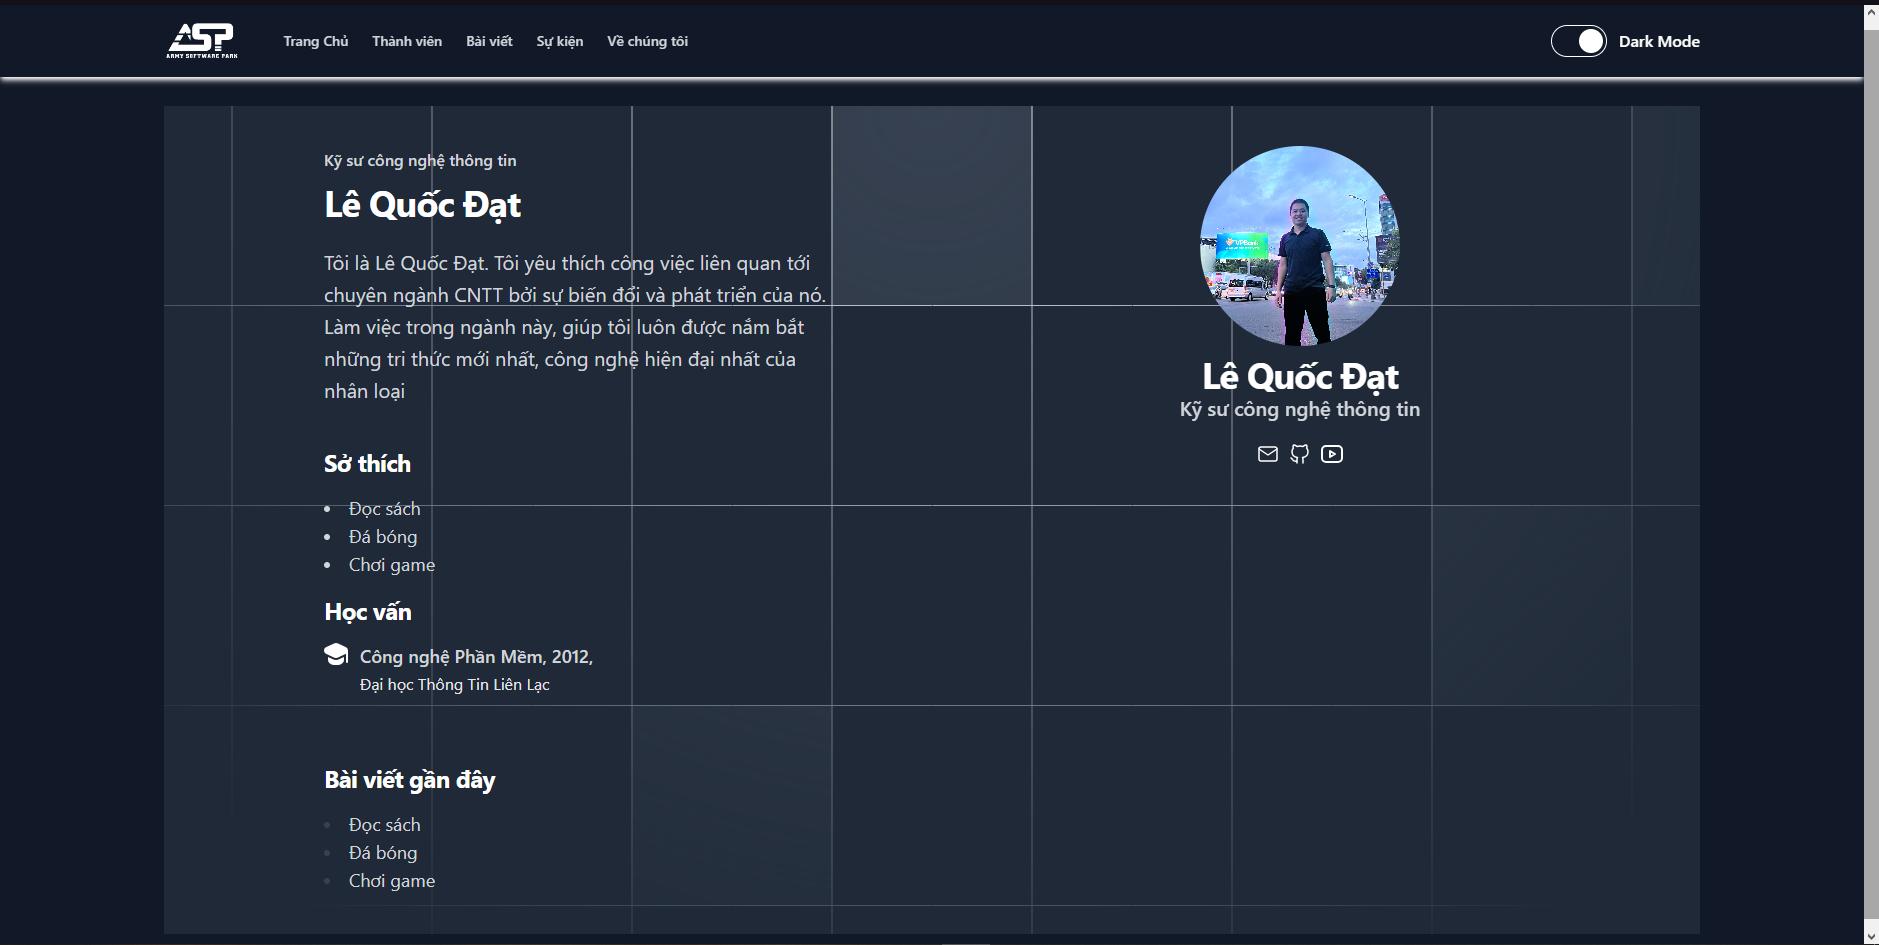 ASP
ARMY SOFTWARE PARK
Trang Chủ
Thành viên
Bài viết
Sự kiện
Về chúng tôi
Dark Mode
Kỹ sư công nghệ thông tin
Lê Quốc Đạt
Tôi là Lê Quốc Đạt. Tôi yêu thích công việc liên quan tới
chuyên ngành CNTT bởi sự biến đổi và phát triển của nó.
Làm việc trong ngành này, giúp tôi luôn được nắm bắt
những tri thức mới nhất, công nghệ hiện đại nhất của
nhân loại
Sở thích
Đọc sách
Đá bóng
Chơi game
Học vấn
Công nghệ Phần Mềm, 2012,
Đại học Thông Tin Liên Lạc
Bài viết gần đây
Đọc sách
Đá bóng
Chơi game
VPBank
Lê Quốc Đạt
Kỹ sư công nghệ thông tin